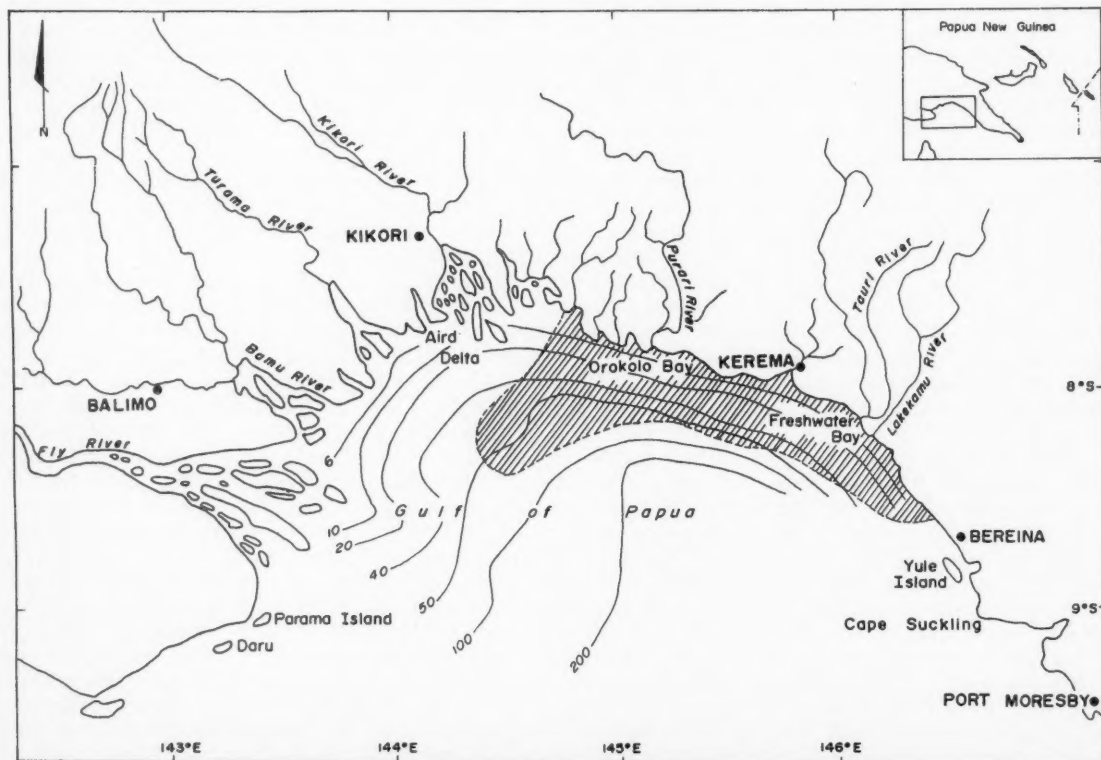 Papua New Guinea
N
Kikori River
Turama River
KIKORI
Purari River
Tauri River
Aird
Delta
Orokolo Bay
KEREMA
Lakekamu River
8°S
Bamu River
BALIMO
Freshwater
Bay
Fly River
6
Gulf of Papua
10
20
40
BEREINA
50
Yule
Island
Parama Island
9°S
Cape Suckling
100
Daru
200
PORT MORESBY
143°E
144°E
145°E
146°E